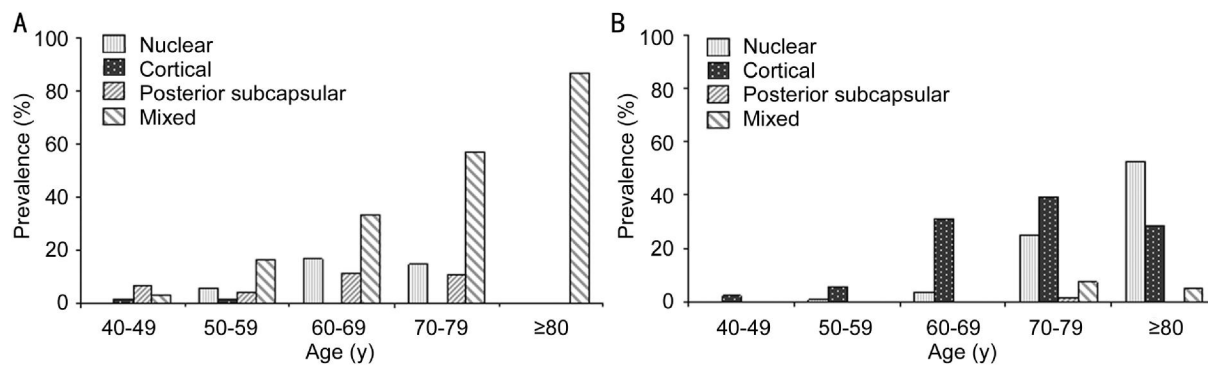 A
100
80
60
40
20
0
Prevalence (%)
Nuclear
Cortical
Posterior subcapsular
Mixed
40-49 50-59 60-69 70-79 ≥80
Age (y)
B
100
80
60
40
20
0
Prevalence (%)
Nuclear
Cortical
Posterior subcapsular
Mixed
40-49 50-59 60-69 70-79 ≥80
Age (y)